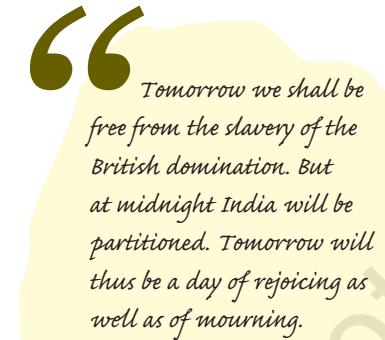 “ Tomorrow we shall be
free from the slavery of the
British domination. But
at midnight India will be
partitioned. Tomorrow will
thus be a day of rejoicing as
well as of mourning.